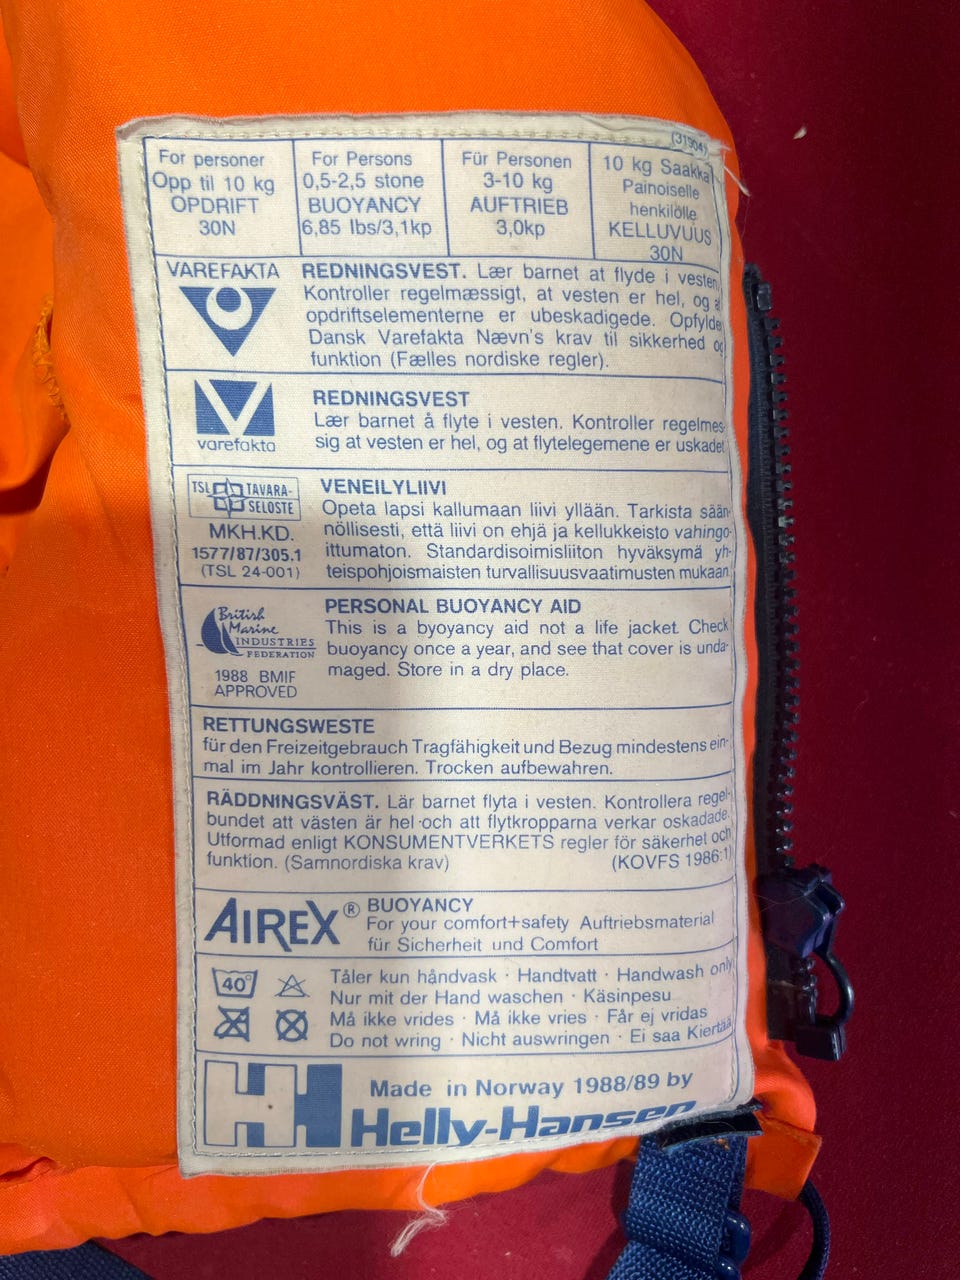 (31504)
For personer
Opp til 10 kg
OPDRIFT
30N
For Persons
0,5-2,5 stone
BUOYANCY
6,85 lbs/3,1kp
Für Personen
3-10 kg
AUFTRIEB
3,0kp
10 kg Saakka
Painoiselle
henkilölle
KELLUVUUS
30N
VAREFAKTA
REDNINGSVEST. Lær barnet at flyde i vesten.
Kontroller regelmæssigt, at vesten er hel, og at
opdriftselementerne er ubeskadigede. Opfylder
Dansk Varefakta Nævn's krav til sikkerhed og
funktion (Fælles nordiske regler).
varefakta
REDNINGSVEST
Lær barnet å flyte i vesten. Kontroller regelmes-
sig at vesten er hel, og at flytelegemene er uskadet
TSL TAVARA-
SELOSTE
MKH.KD.
1577/87/305.1
(TSL 24-001)
VENEILYLIIVI
Opeta lapsi kallumaan liivi yllään. Tarkista sään-
nöllisesti, että liivi on ehjä ja kellukkeisto vahingo-
ittumaton. Standardisoimisliiton hyväksymä yh-
teispohjoismaisten turvallisuusvaatimusten mukaan.
British
Marine
INDUSTRIES
FEDERATION
1988 BMIF
APPROVED
PERSONAL BUOYANCY AID
This is a byoyancy aid not a life jacket. Check
buoyancy once a year, and see that cover is unda-
maged. Store in a dry place.
RETTUNGSWESTE
für den Freizeitgebrauch Tragfähigkeit und Bezug mindestens ein-
mal im Jahr kontrollieren. Trocken aufbewahren.
RÄDDNINGSVÄST. Lär barnet flyta i vesten. Kontrollera regel-
bundet att västen är hel och att flytkropparna verkar oskadade.
Utformad enligt KONSUMENTVERKETS regler för säkerhet och
funktion. (Samnordiska krav) (KOVFS 1986:1)
AIREX® BUOYANCY
For your comfort+safety Auftriebsmaterial
für Sicherheit und Comfort
40°
Tåler kun håndvask · Handtvatt · Handwash only
Nur mit der Hand waschen · Käsinpesu
Må ikke vrides · Må ikke vries · Får ej vridas
Do not wring · Nicht auswringen · Ei saa Kiertää
HH
Made in Norway 1988/89 by
Helly-Hansen